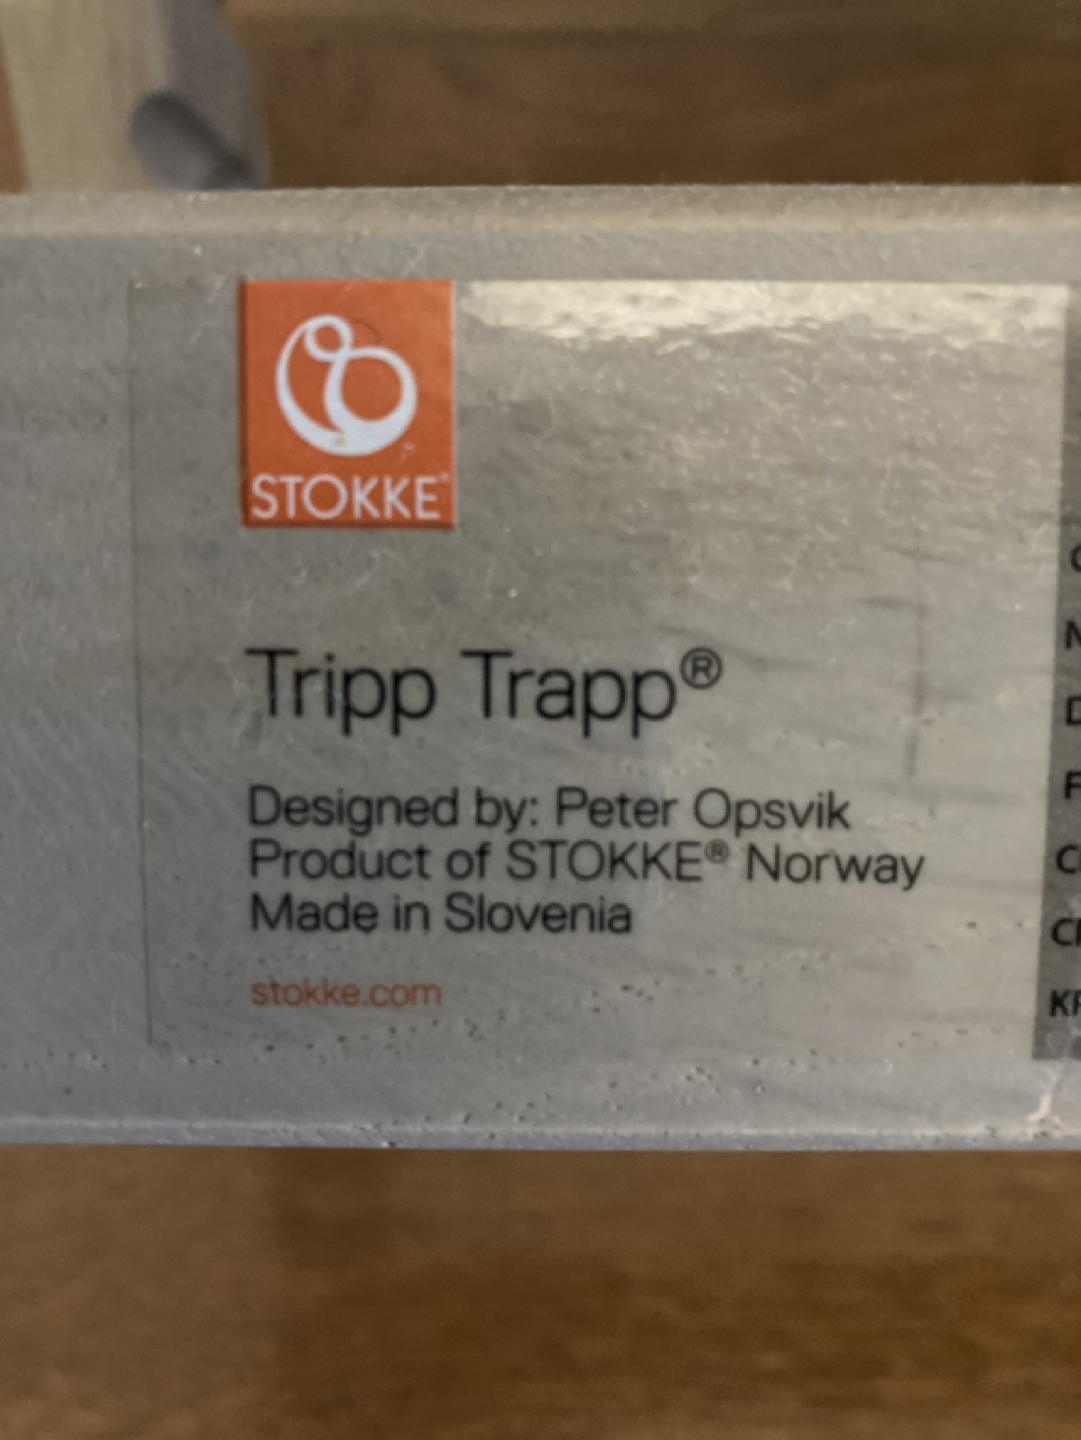 STOKKE
Tripp Trapp®
Designed by: Peter Opsvik
Product of STOKKE® Norway
Made in Slovenia
stokke.com